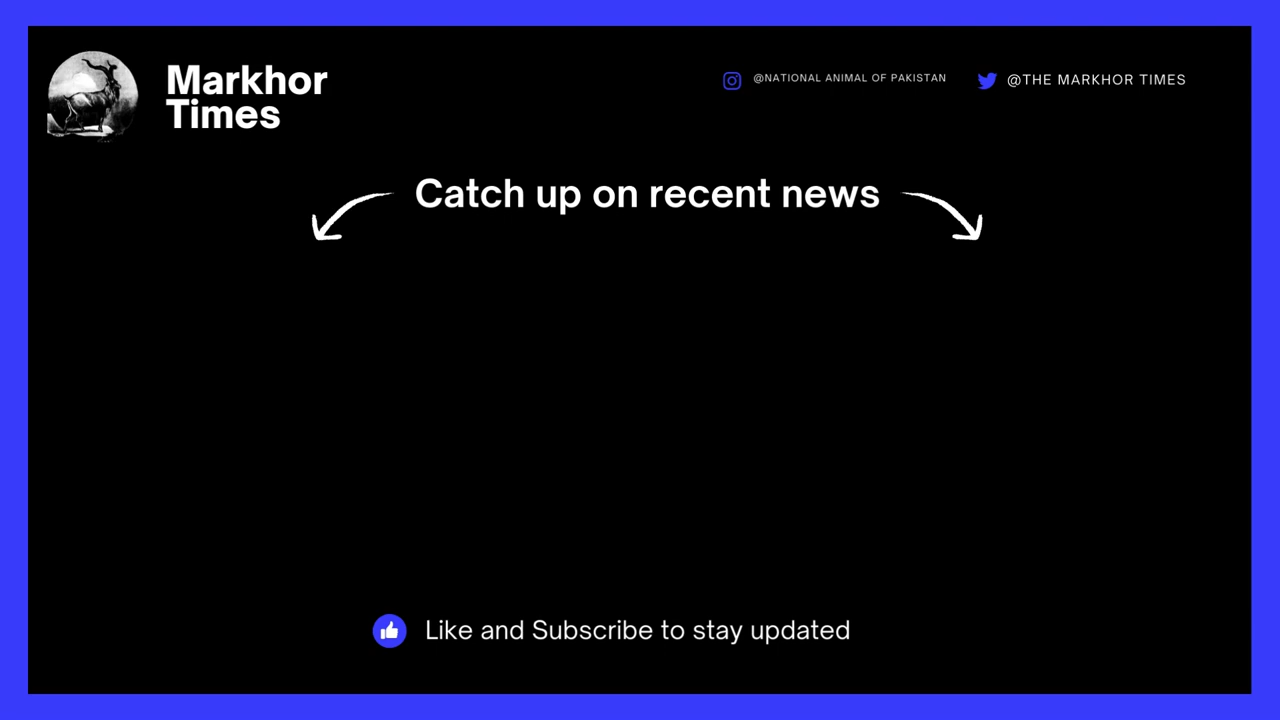 Markhor
Times
@NATIONAL ANIMAL OF PAKISTAN
@THE MARKHOR TIMES
Catch up on recent news
Like and Subscribe to stay updated